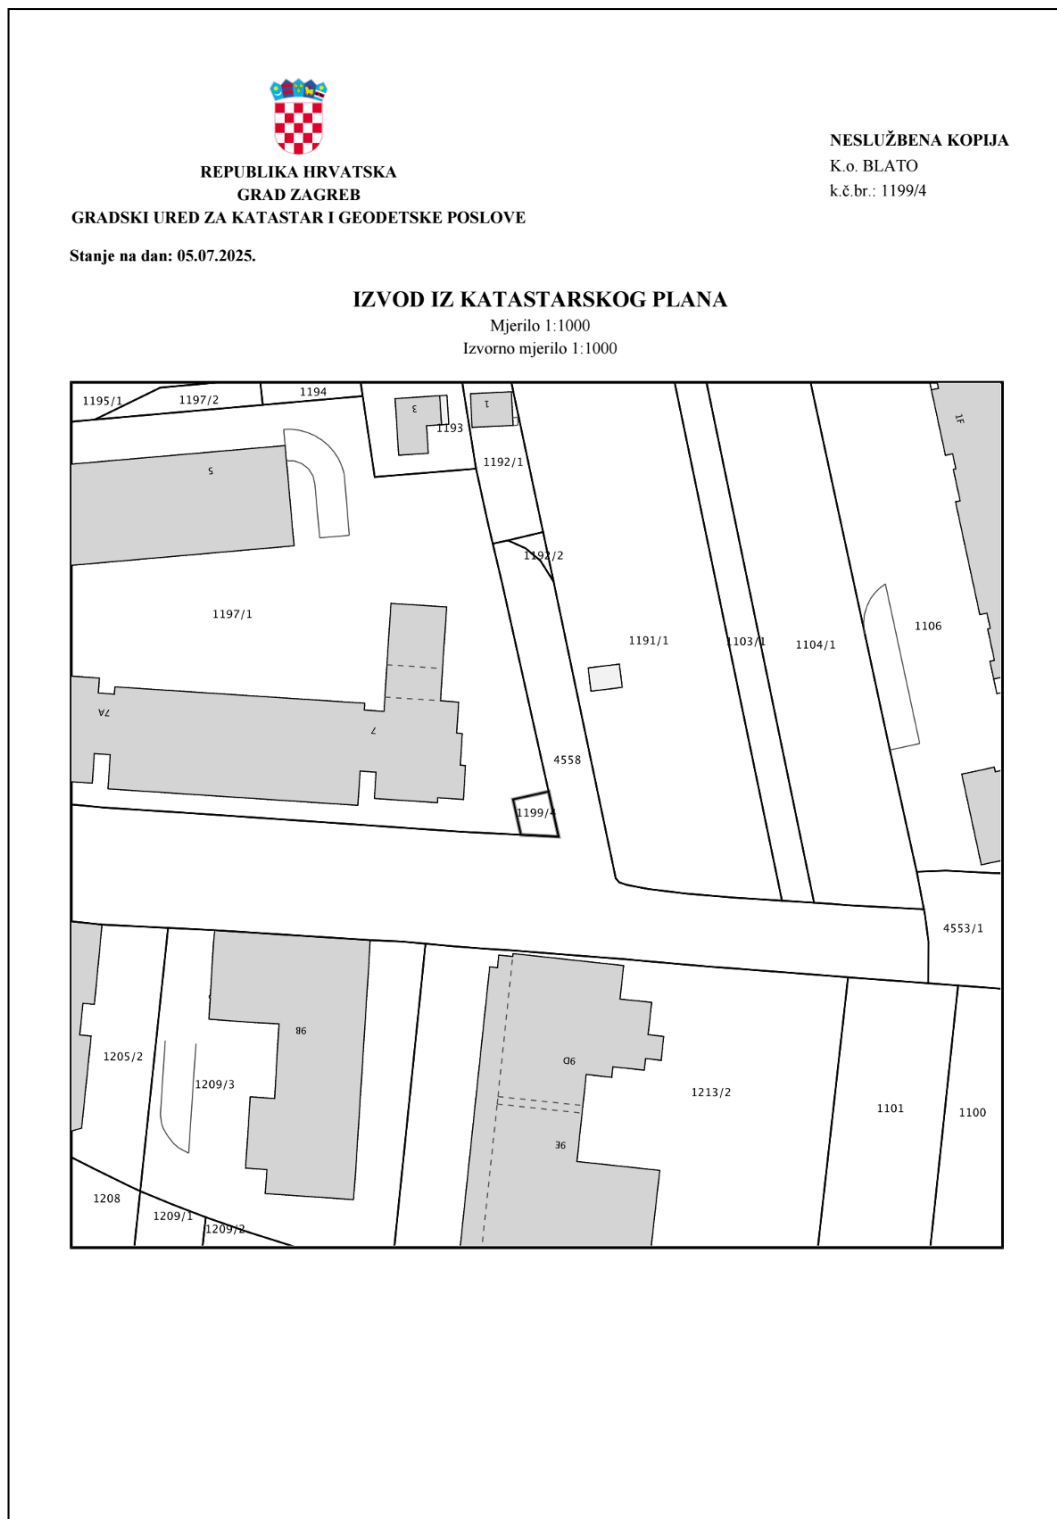 REPUBLIKA HRVATSKA
GRAD ZAGREB
GRADSKI URED ZA KATASTAR I GEODETSKE POSLOVE
NESLUŽBENA KOPIJA
K.o. BLATO
k.č.br.: 1199/4
Stanje na dan: 05.07.2025.
IZVOD IZ KATASTARSKOG PLANA
Mjerilo 1:1000
Izvorno mjerilo 1:1000
1195/1
1197/2
1194
3
1193
1
1192/1
1F
5
1192/2
1197/1
1191/1
1103/1
1104/1
1106
7A
7
4558
1199/4
4553/1
9B
1205/2
1209/3
9D
1213/2
1101
1100
9E
1208
1209/1
1209/2